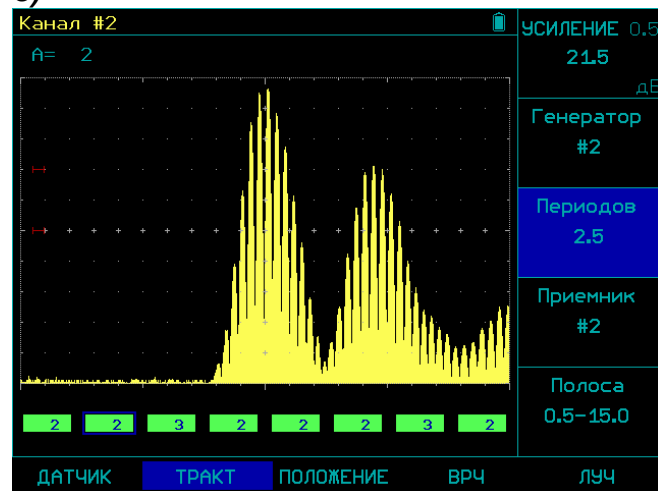 Канал #2
A= 2
УСИЛЕНИЕ 0.5
21.5
дБ
Генератор
#2
Периодов
2.5
Приемник
#2
Полоса
0.5-15.0
2 2 3 2 2 2 3 2
ДАТЧИК ТРАКТ ПОЛОЖЕНИЕ ВРЧ ЛУЧ